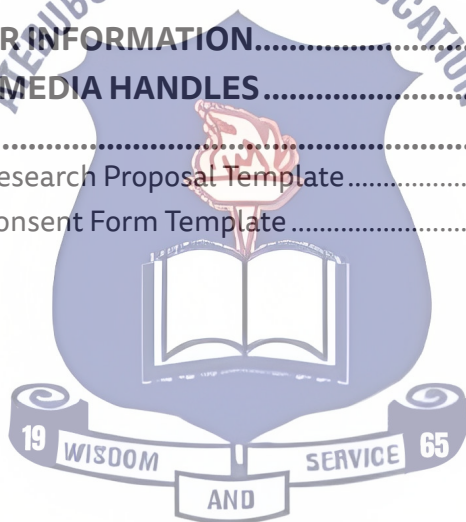 R INFORMATION.......................
MEDIA HANDLES......................
..................................................
esearch Proposal Template......................
onsent Form Template...............................
19 WISDOM SERVICE 65
AND